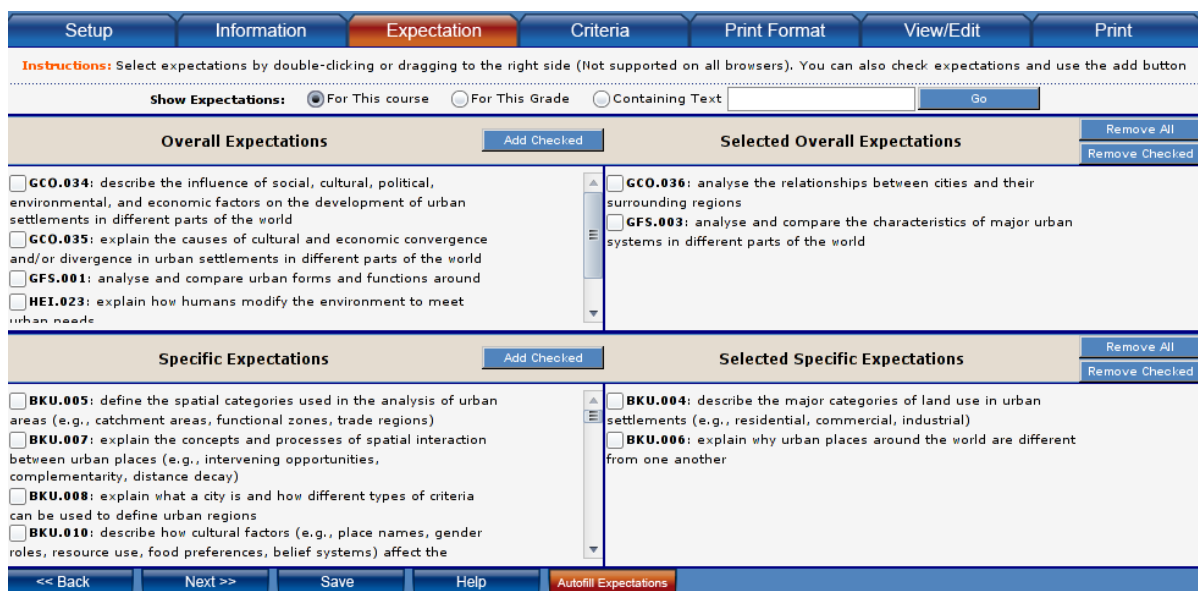 Setup Information Expectation Criteria Print Format View/Edit Print
Instructions: Select expectations by double-clicking or dragging to the right side (Not supported on all browsers). You can also check expectations and use the add button
Show Expectations: For This course For This Grade Containing Text Go
Overall Expectations Add Checked
GCO.034: describe the influence of social, cultural, political,
environmental, and economic factors on the development of urban
settlements in different parts of the world
GCO.035: explain the causes of cultural and economic convergence
and/or divergence in urban settlements in different parts of the world
GFS.001: analyse and compare urban forms and functions around
HEI.023: explain how humans modify the environment to meet
urban needs
Selected Overall Expectations
Remove All
Remove Checked
GCO.036: analyse the relationships between cities and their
surrounding regions
GFS.003: analyse and compare the characteristics of major urban
systems in different parts of the world
Specific Expectations Add Checked
BKU.005: define the spatial categories used in the analysis of urban
areas (e.g., catchment areas, functional zones, trade regions)
BKU.007: explain the concepts and processes of spatial interaction
between urban places (e.g., intervening opportunities,
complementarity, distance decay)
BKU.008: explain what a city is and how different types of criteria
can be used to define urban regions
BKU.010: describe how cultural factors (e.g., place names, gender
roles, resource use, food preferences, belief systems) affect the
Selected Specific Expectations
Remove All
Remove Checked
BKU.004: describe the major categories of land use in urban
settlements (e.g., residential, commercial, industrial)
BKU.006: explain why urban places around the world are different
from one another
<< Back Next >> Save Help Autofill Expectations